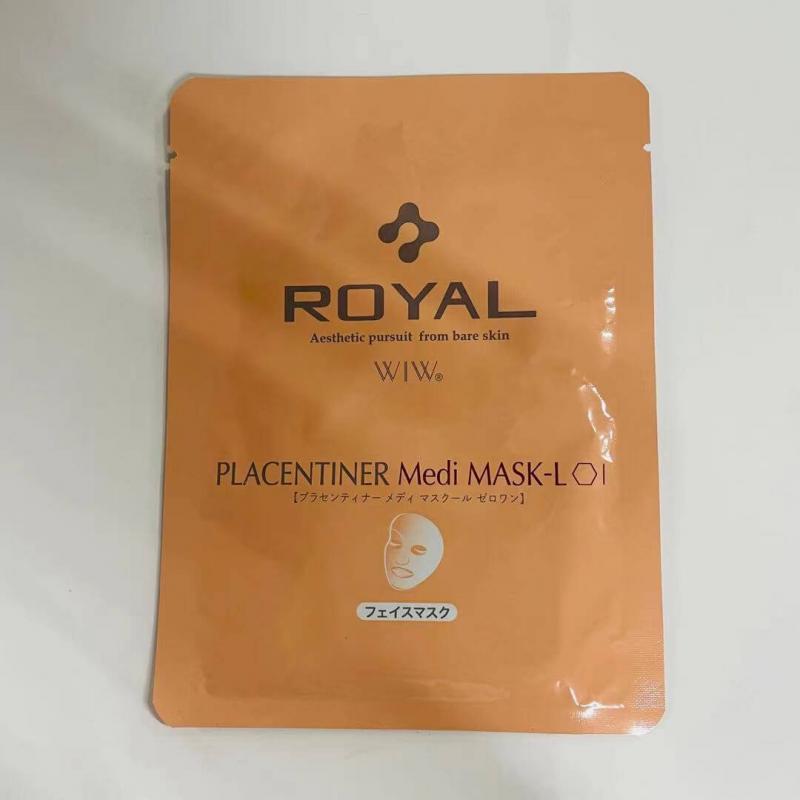 ROYAL
Aesthetic pursuit from bare skin
WIW®
PLACENTINER Medi MASK-L 〇I
【プラセンティナー メディ マスクール ゼロワン】
フェイスマスク